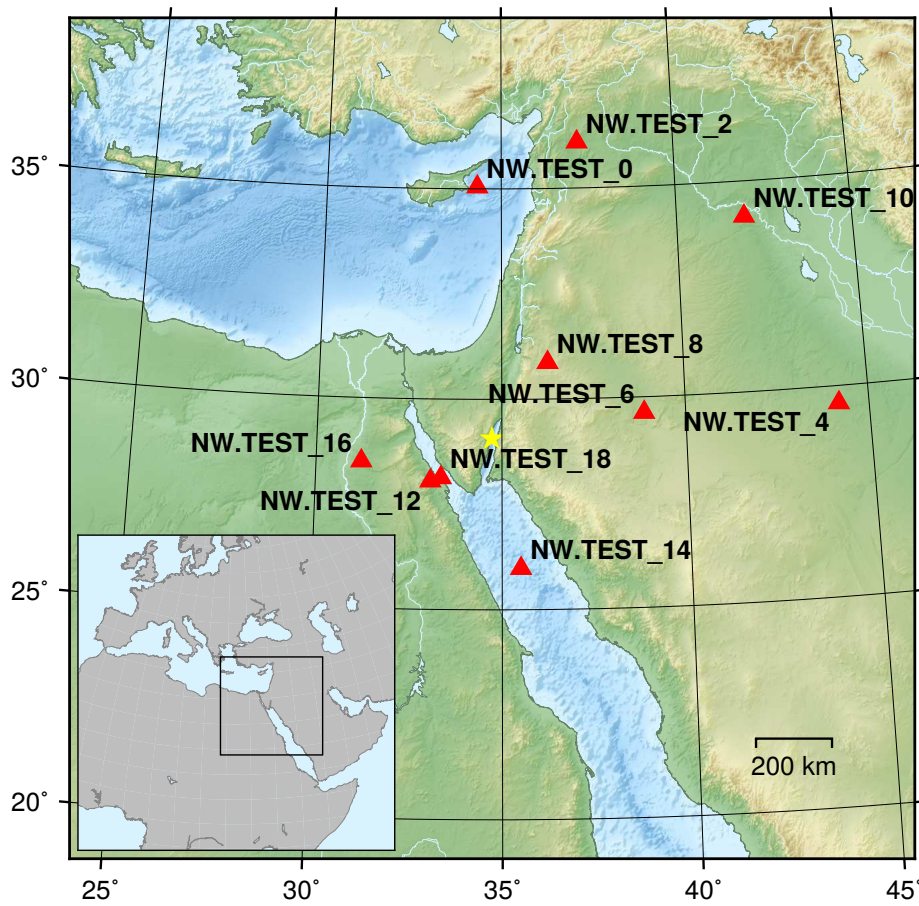 NW.TEST_2
35˚
NW.TEST_0
NW.TEST_10
NW.TEST_8
30˚
NW.TEST_6
NW.TEST_4
NW.TEST_16
NW.TEST_18
NW.TEST_12
NW.TEST_14
25˚
200 km
20˚
25˚
30˚
35˚
40˚
45˚